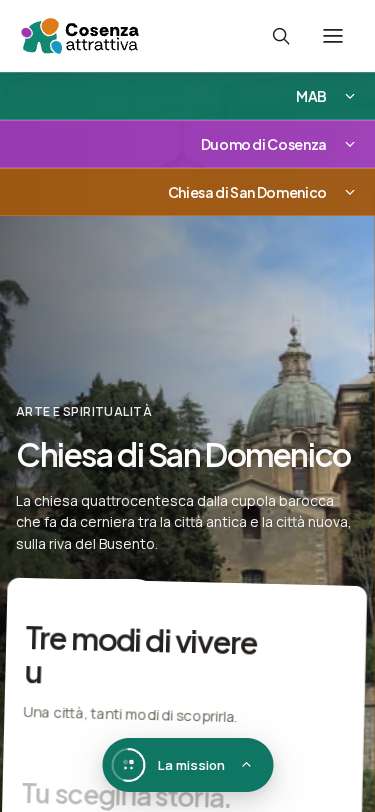 Cosenza
attrattiva
MAB
Duomo di Cosenza
Chiesa di San Domenico
ARTE E SPIRITUALITÀ
Chiesa di San Domenico
La chiesa quattrocentesca dalla cupola barocca
che fa da cerniera tra la città antica e la città nuova,
sulla riva del Busento.
Tre modi di vivere
u
Una città, tanti modi di scoprirla.
La mission
Tu scegli la storia.